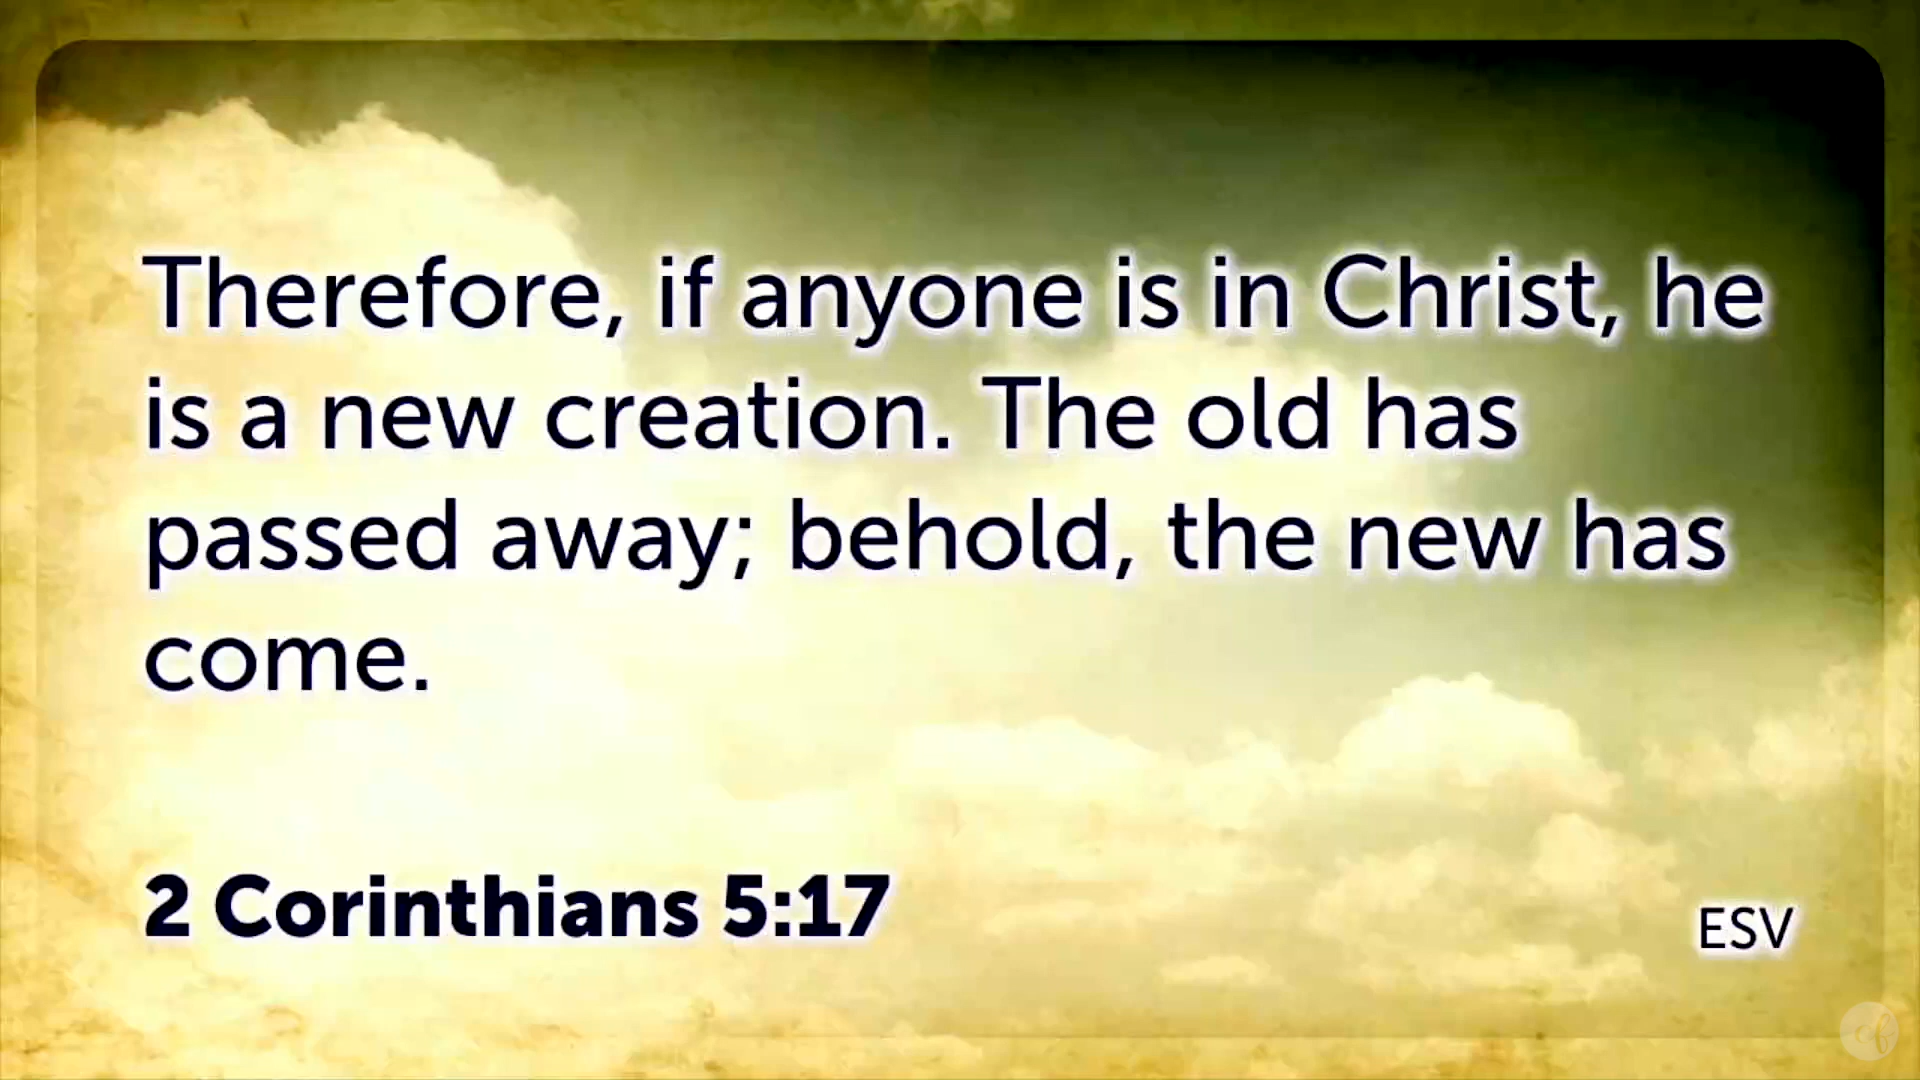 Therefore, if anyone is in Christ, he
is a new creation. The old has
passed away; behold, the new has
come.
2 Corinthians 5:17
ESV
cf